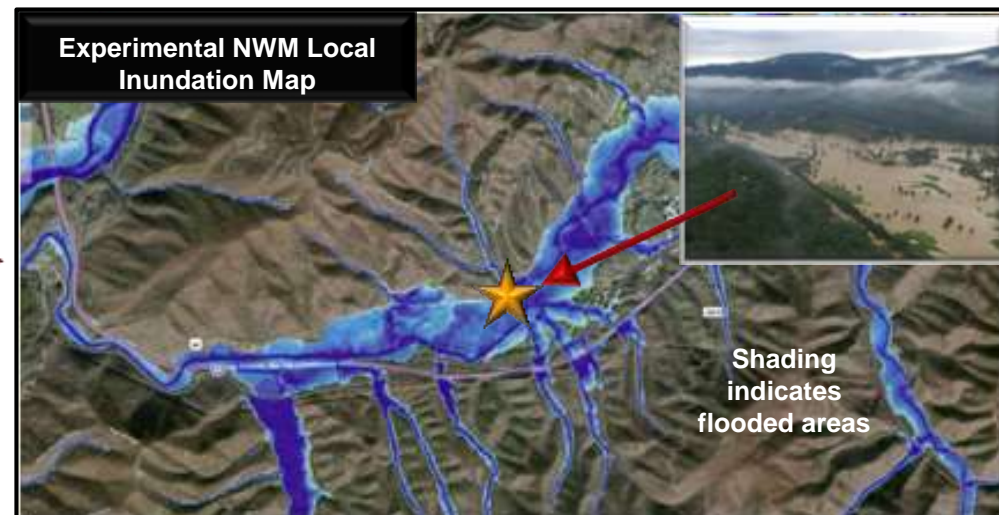 Experimental NWM Local
Inundation Map
Shading
indicates
flooded areas